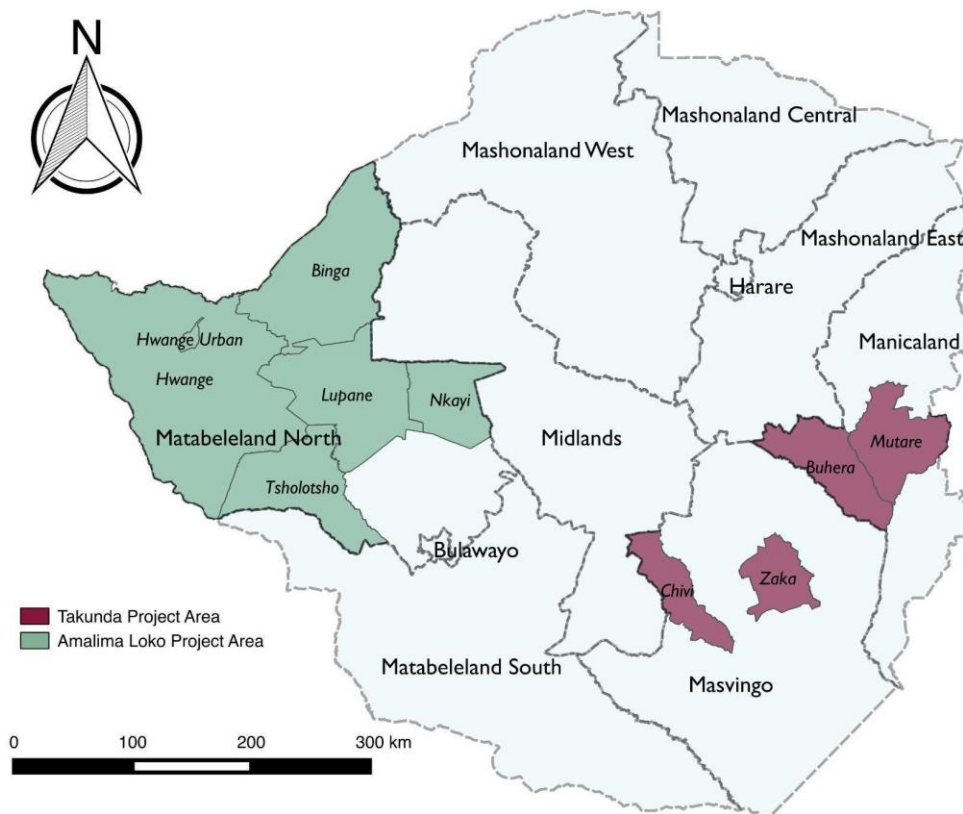 N
Mashonaland Central
Mashonaland West
Mashonaland East
Binga
Harare
Hwange Urban
Manicaland
Hwange
Lupane
Nkayi
Matabeleland North
Midlands
Mutare
Buhera
Tsholotsho
Bulawayo
Chivi
Zaka
Takunda Project Area
Amalima Loko Project Area
Matabeleland South
Masvingo
0 100 200 300 km